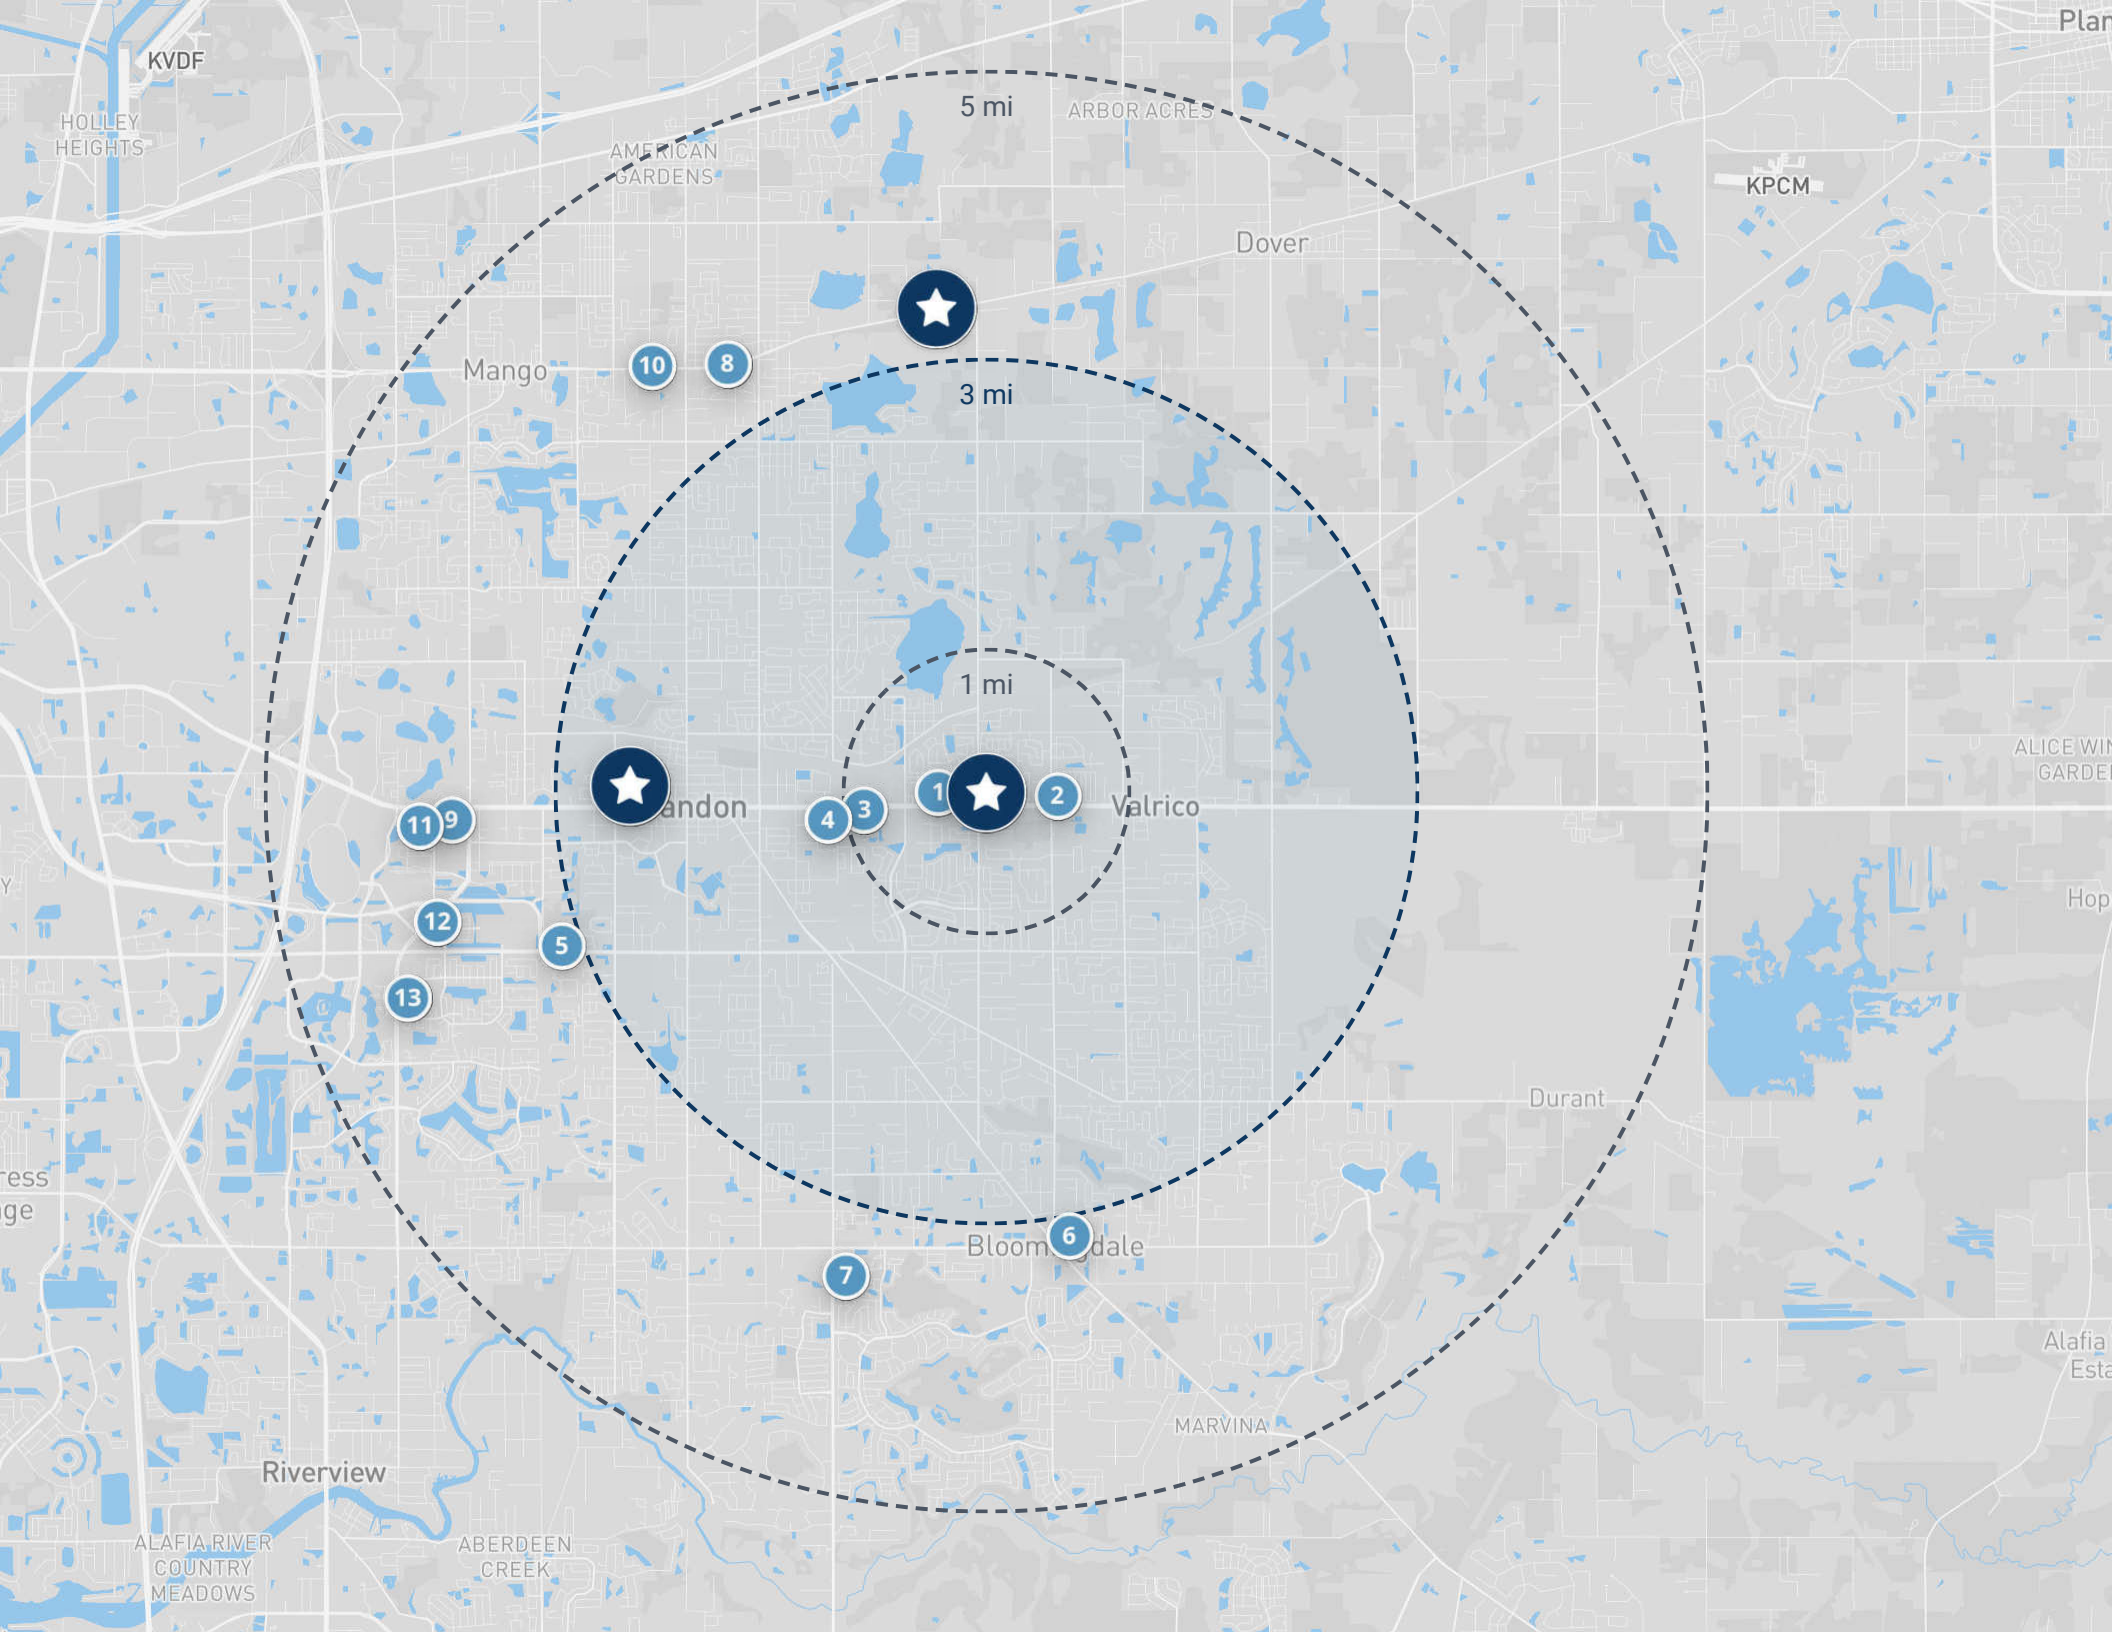 KVDF
Plan
HOLLEY
HEIGHTS
5 mi
ARBOR ACRES
AMERICAN
GARDENS
KPCM
Dover
Mango
10
8
3 mi
1 mi
ALICE WIN
GARDE
andon
1
2
3
4
Valrico
11
9
Y
Hop
12
5
13
Durant
ress
ge
6
Bloom
gdale
7
Alafia
Esta
MARVINA
Riverview
ALAFIA RIVER
COUNTRY
MEADOWS
ABERDEEN
CREEK